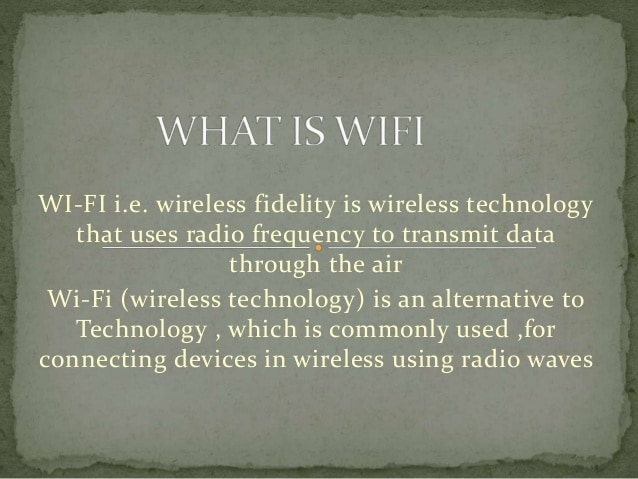 WHAT IS WIFI
WI-FI i.e. wireless fidelity is wireless technology
that uses radio frequency to transmit data
through the air
Wi-Fi (wireless technology) is an alternative to
Technology , which is commonly used ,for
connecting devices in wireless using radio waves